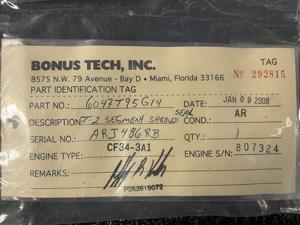 BONUS TECH, INC. TAG
8575 N.W. 79 Avenue - Bay D • Miami, Florida 33166 Nº 292815
PART IDENTIFICATION TAG
PART NO.: 6047T95G14 DATE: JAN 09 2008
DESCRIPTION: T-2 SEGMENT SHROUD SEAL COND.: AR
SERIAL NO.: ARJ486RB QTY.: 1
ENGINE TYPE: CF34-3A1 ENGINE S/N: 807324
REMARKS:
P262619072